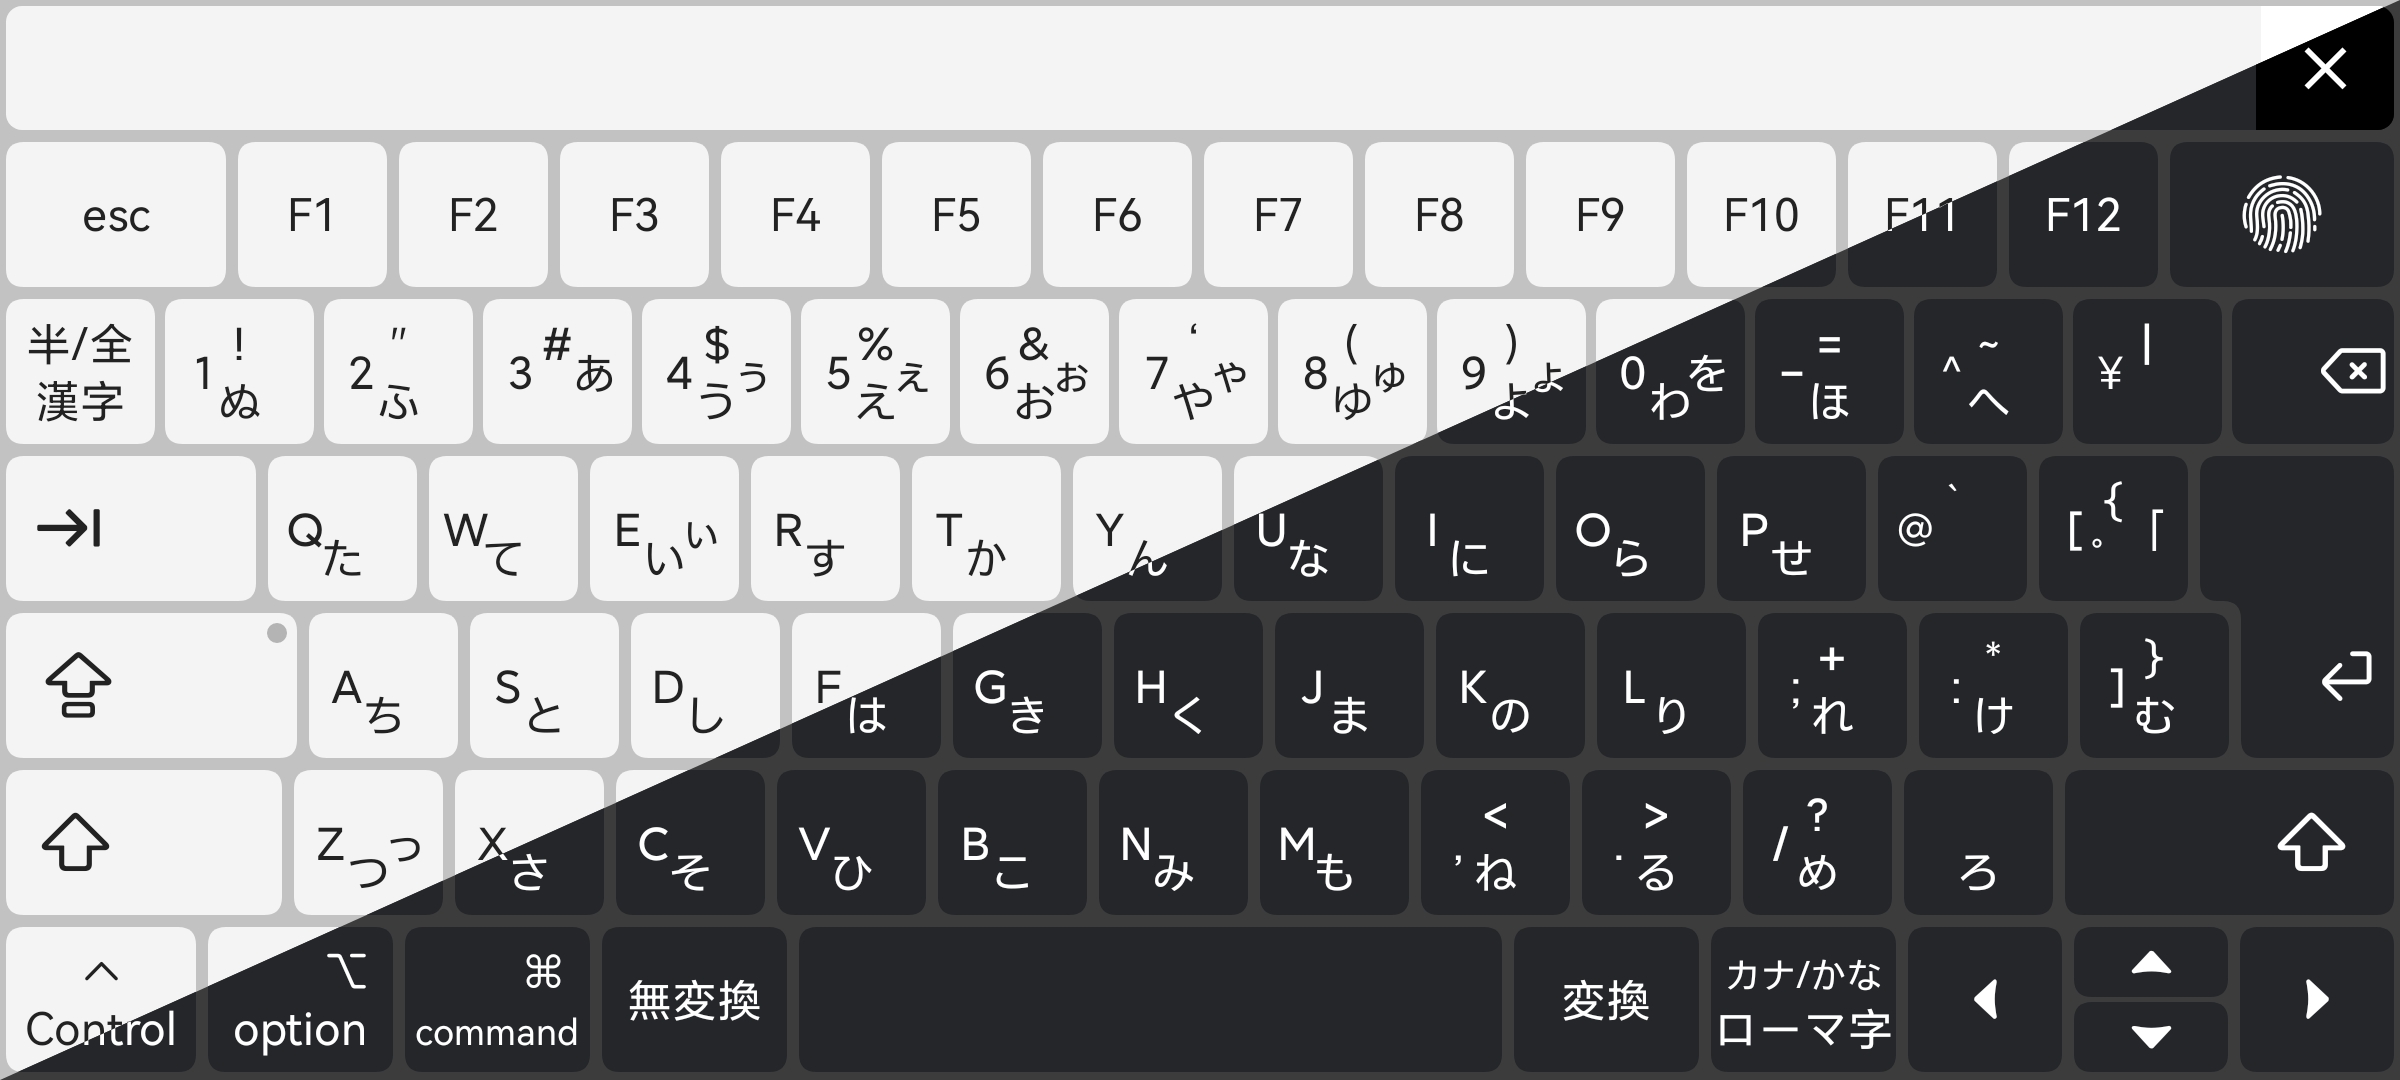 esc F1 F2 F3 F4 F5 F6 F7 F8 F9 F10 F11 F12
半/全 漢字 1 ! ぬ 2 " ふ 3 # あ ぁ 4 $ う ぅ 5 % え ぇ 6 & お ぉ 7 ‘ や ゃ 8 ( ゆ ゅ 9 ) よ ょ 0 わ を - = ほ ^ ~ へ ¥ |
Q た W て E い ぃ R す T か Y ん U な I に O ら P せ @ ` [ { 。 「
A ち S と D し F は G き H く J ま K の L り ; + れ : * け ] } む
Z つ っ X さ C そ V ひ B こ N み M も , < ね . > る / ? め ろ
^ Control ⌥ option ⌘ command 無変換 変換 カナ/かな ローマ字